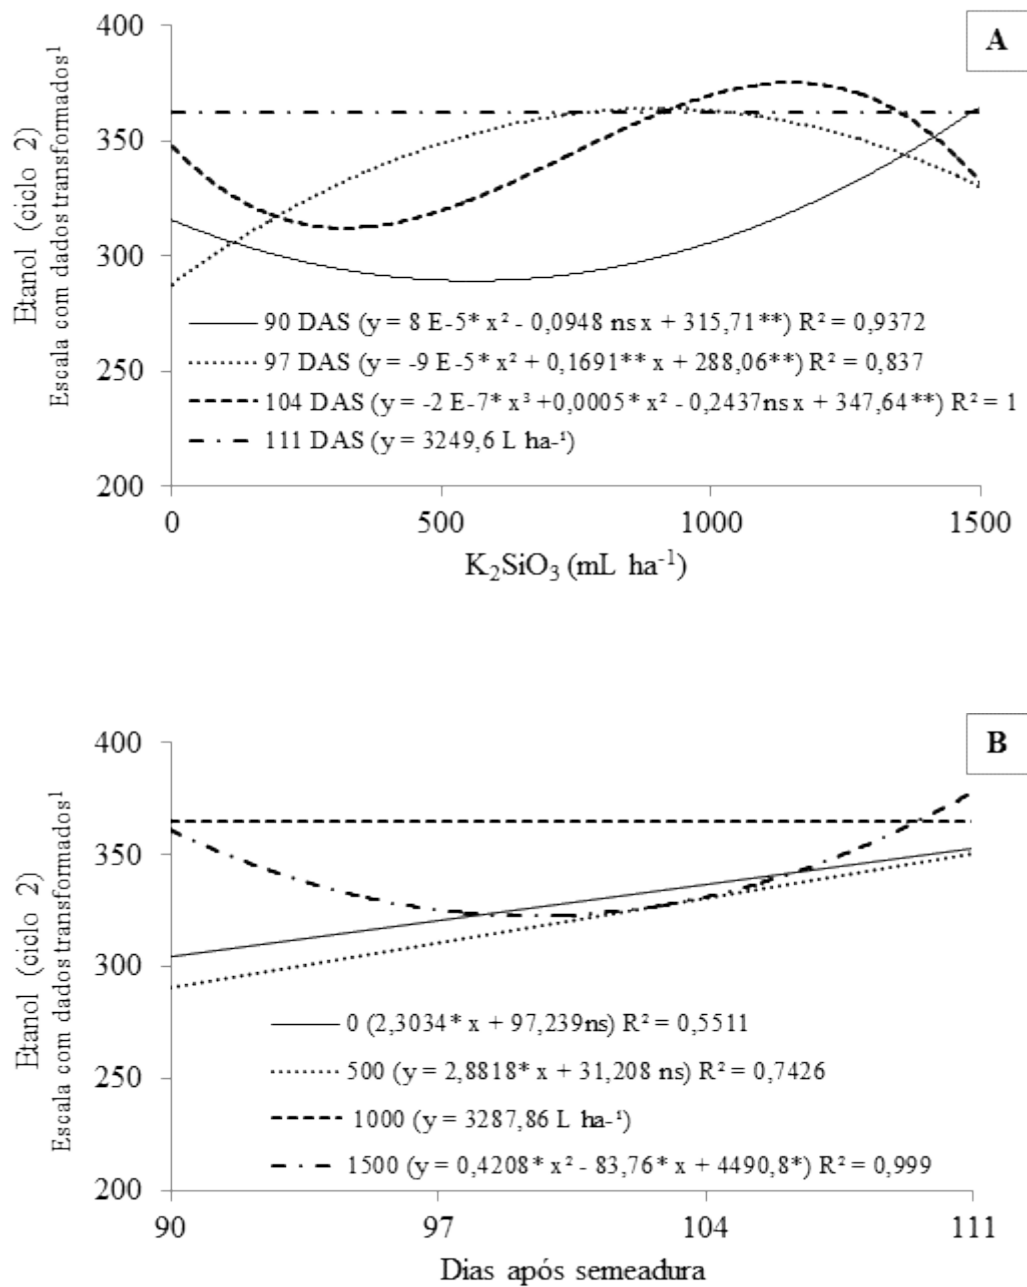 A
400
350
300
250
200
Etanol (ciclo 2)
Escala com dados transformados¹
90 DAS (y = 8 E-5* x² - 0,0948 ns x + 315,71**) R² = 0,9372
97 DAS (y = -9 E-5* x² + 0,1691** x + 288,06**) R² = 0,837
104 DAS (y = -2 E-7* x³ +0,0005* x² - 0,2437ns x + 347,64**) R² = 1
111 DAS (y = 3249,6 L ha-¹)
0 500 1000 1500
K₂SiO₃ (mL ha⁻¹)
B
400
350
300
250
200
Etanol (ciclo 2)
Escala com dados transformados¹
0 (2,3034* x + 97,239ns) R² = 0,5511
500 (y = 2,8818* x + 31,208 ns) R² = 0,7426
1000 (y = 3287,86 L ha-¹)
1500 (y = 0,4208* x² - 83,76* x + 4490,8*) R² = 0,999
90 97 104 111
Dias após semeadura